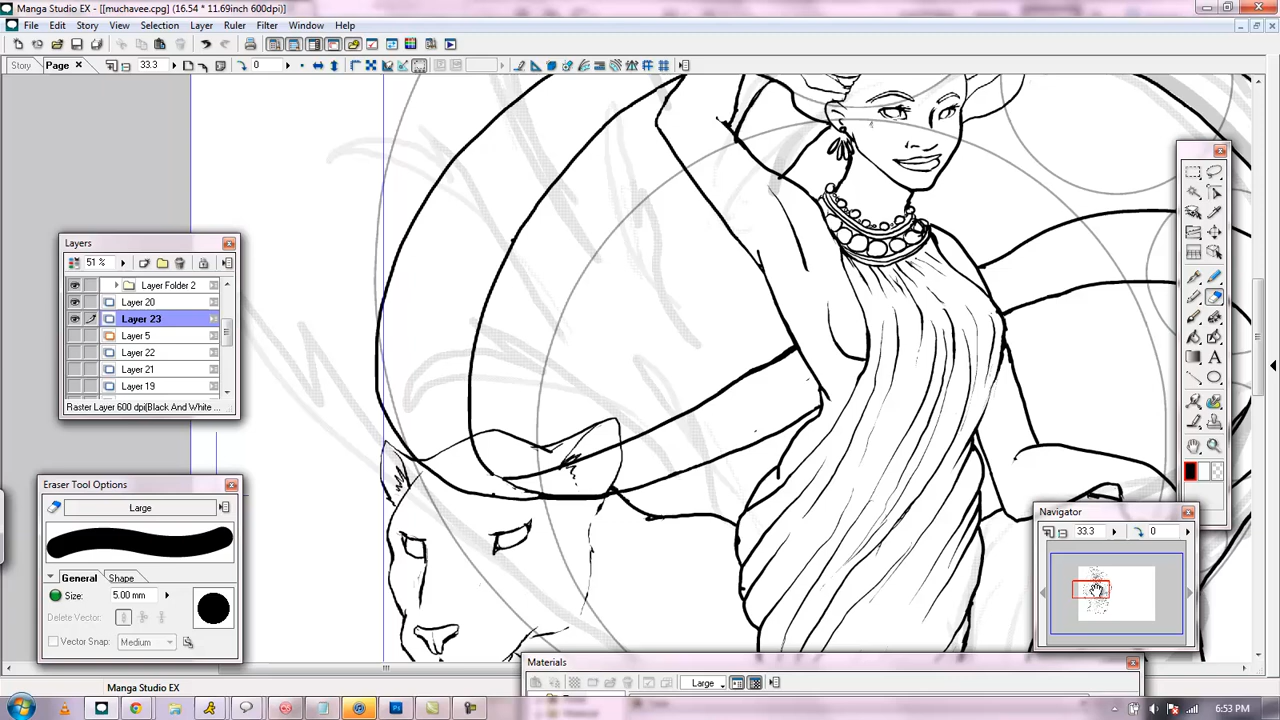 Manga Studio EX - [[muchavee.cpg] (16.54 * 11.69inch 600dpi)]
File Edit Story Selection Layer Ruler Filter Window Help
Story Page 33.3 0
Layers
51 %
Layer Folder 2
Layer 20
Layer 23
Layer 5
Layer 22
Layer 21
Layer 19
Raster Layer 600 dpi(Black And White ...
Eraser Tool Options
Large
General Shape
Size: 5.00 mm
Delete Vector:
Vector Snap: Medium
Navigator
33.3 0
Materials
Large
Manga Studio EX
6:53 PM